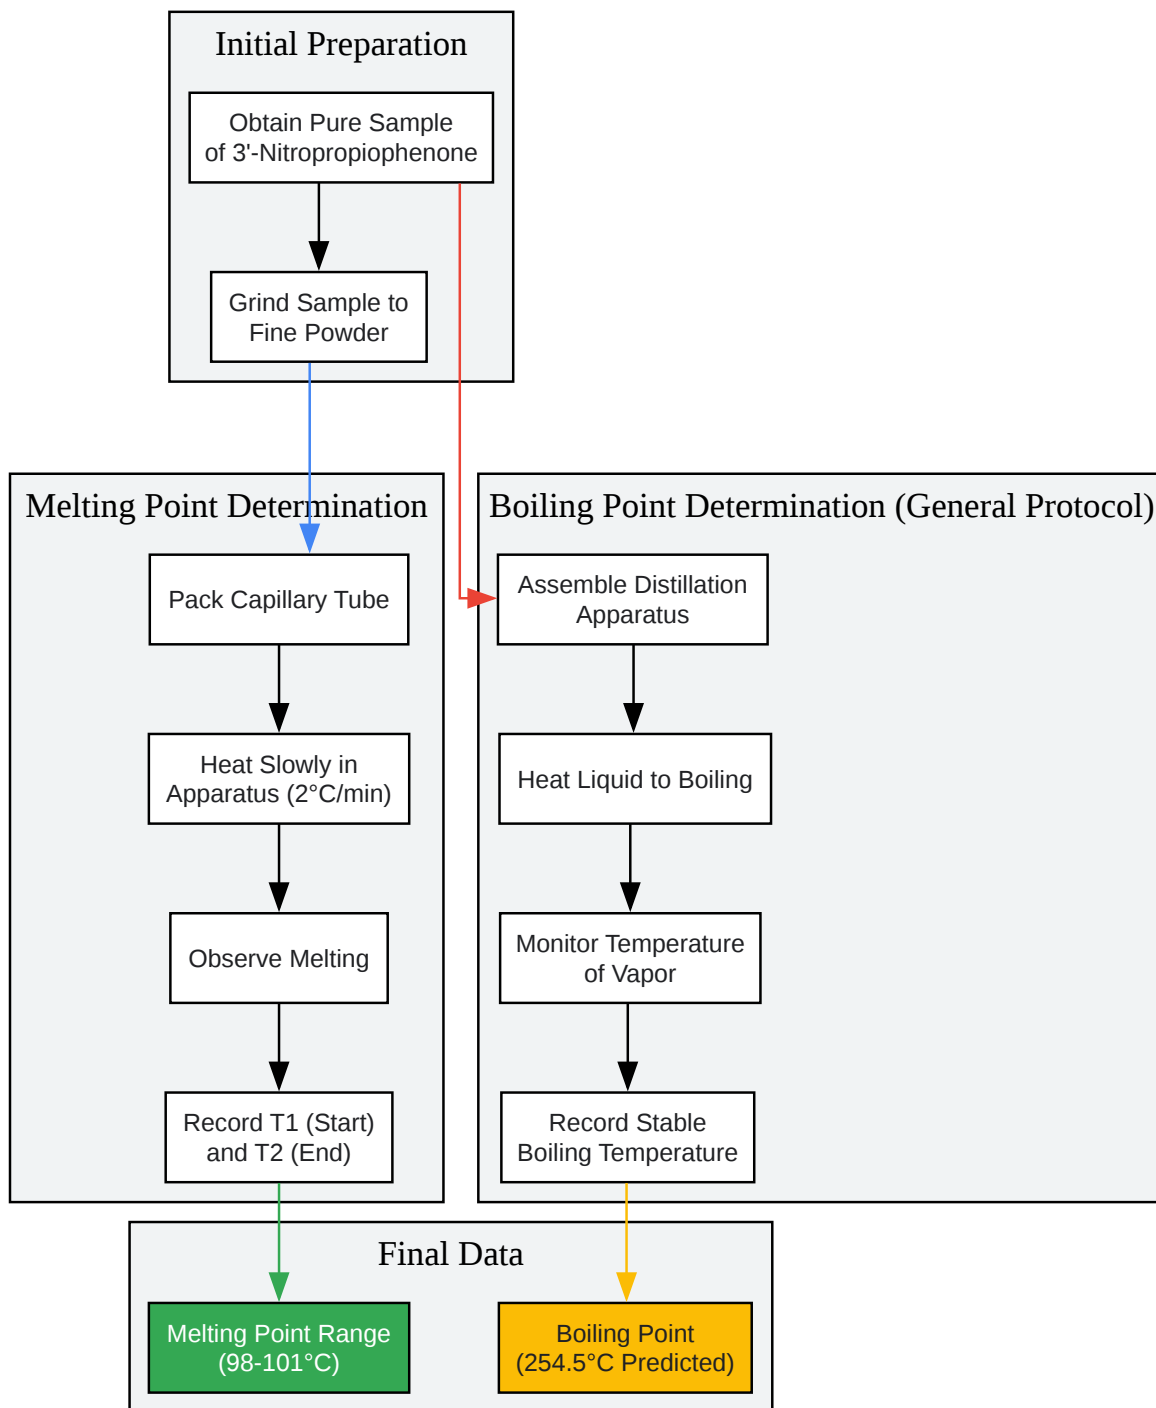 Initial Preparation
Obtain Pure Sample
of 3'-Nitropropiophenone
Grind Sample to
Fine Powder
Melting Point Determination
Pack Capillary Tube
Heat Slowly in
Apparatus (2°C/min)
Observe Melting
Record T1 (Start)
and T2 (End)
Boiling Point Determination (General Protocol)
Assemble Distillation
Apparatus
Heat Liquid to Boiling
Monitor Temperature
of Vapor
Record Stable
Boiling Temperature
Final Data
Melting Point Range
(98-101°C)
Boiling Point
(254.5°C Predicted)